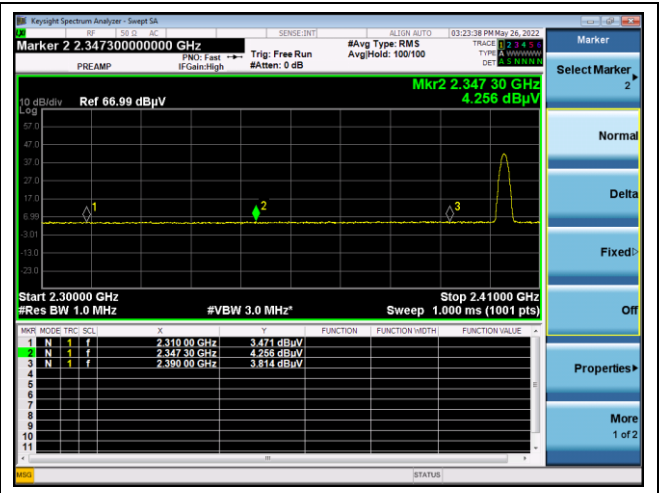 Keysight Spectrum Analyzer - Swept SA
RF 50 Ω AC SENSE:INT ALIGN AUTO 03:23:38 PM May 26, 2022
Marker 2 2.347300000000 GHz
PREAMP
PNO: Fast
IFGain:High
Trig: Free Run
#Atten: 0 dB
#Avg Type: RMS
Avg|Hold: 100/100
TRACE 1 2 3 4 5 6
TYPE A WWWWW
DET A S N N N N
Mkr2 2.347 30 GHz
4.256 dBµV
10 dB/div Ref 66.99 dBµV
Log
57.0
47.0
37.0
27.0
17.0
6.99
-3.01
-13.0
-23.0
1
2
3
Start 2.30000 GHz Stop 2.41000 GHz
#Res BW 1.0 MHz #VBW 3.0 MHz* Sweep 1.000 ms (1001 pts)
MKR MODE TRC SCL X Y FUNCTION FUNCTION WIDTH FUNCTION VALUE
1 N 1 f 2.310 00 GHz 3.471 dBuV
2 N 1 f 2.347 30 GHz 4.256 dBuV
3 N 1 f 2.390 00 GHz 3.814 dBuV
4
5
6
7
8
9
10
11
MSG STATUS
Marker
Select Marker
2
Normal
Delta
Fixed
Off
Properties
More
1 of 2